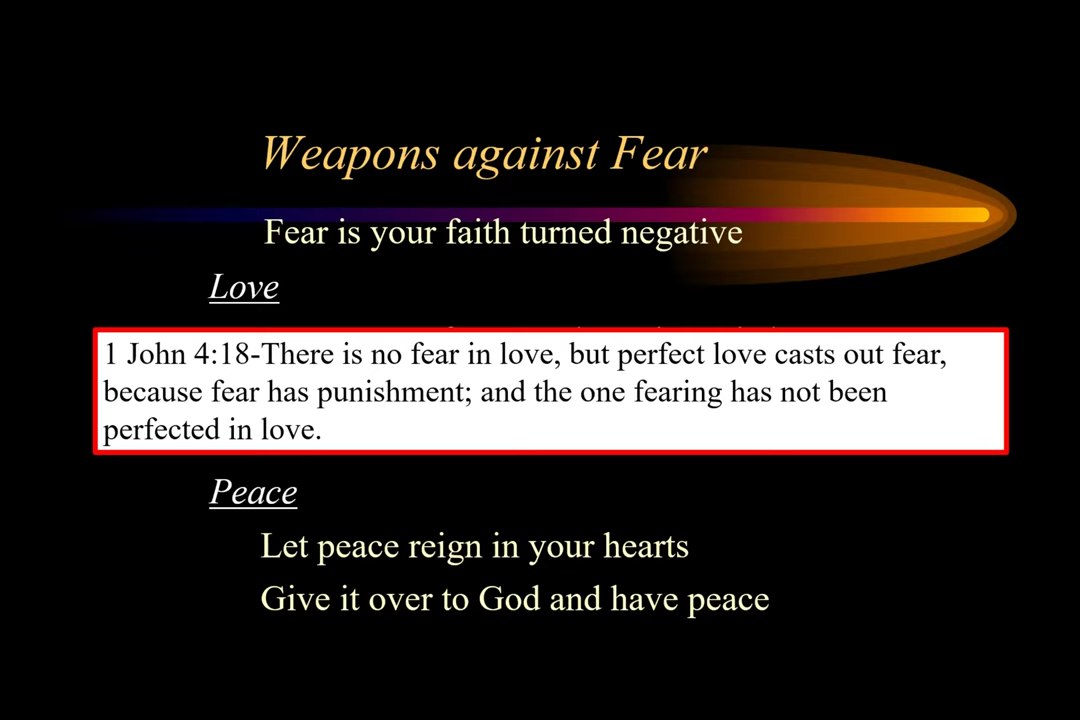 Weapons against Fear
Fear is your faith turned negative
Love
1 John 4:18-There is no fear in love, but perfect love casts out fear,
because fear has punishment; and the one fearing has not been
perfected in love.
Peace
Let peace reign in your hearts
Give it over to God and have peace